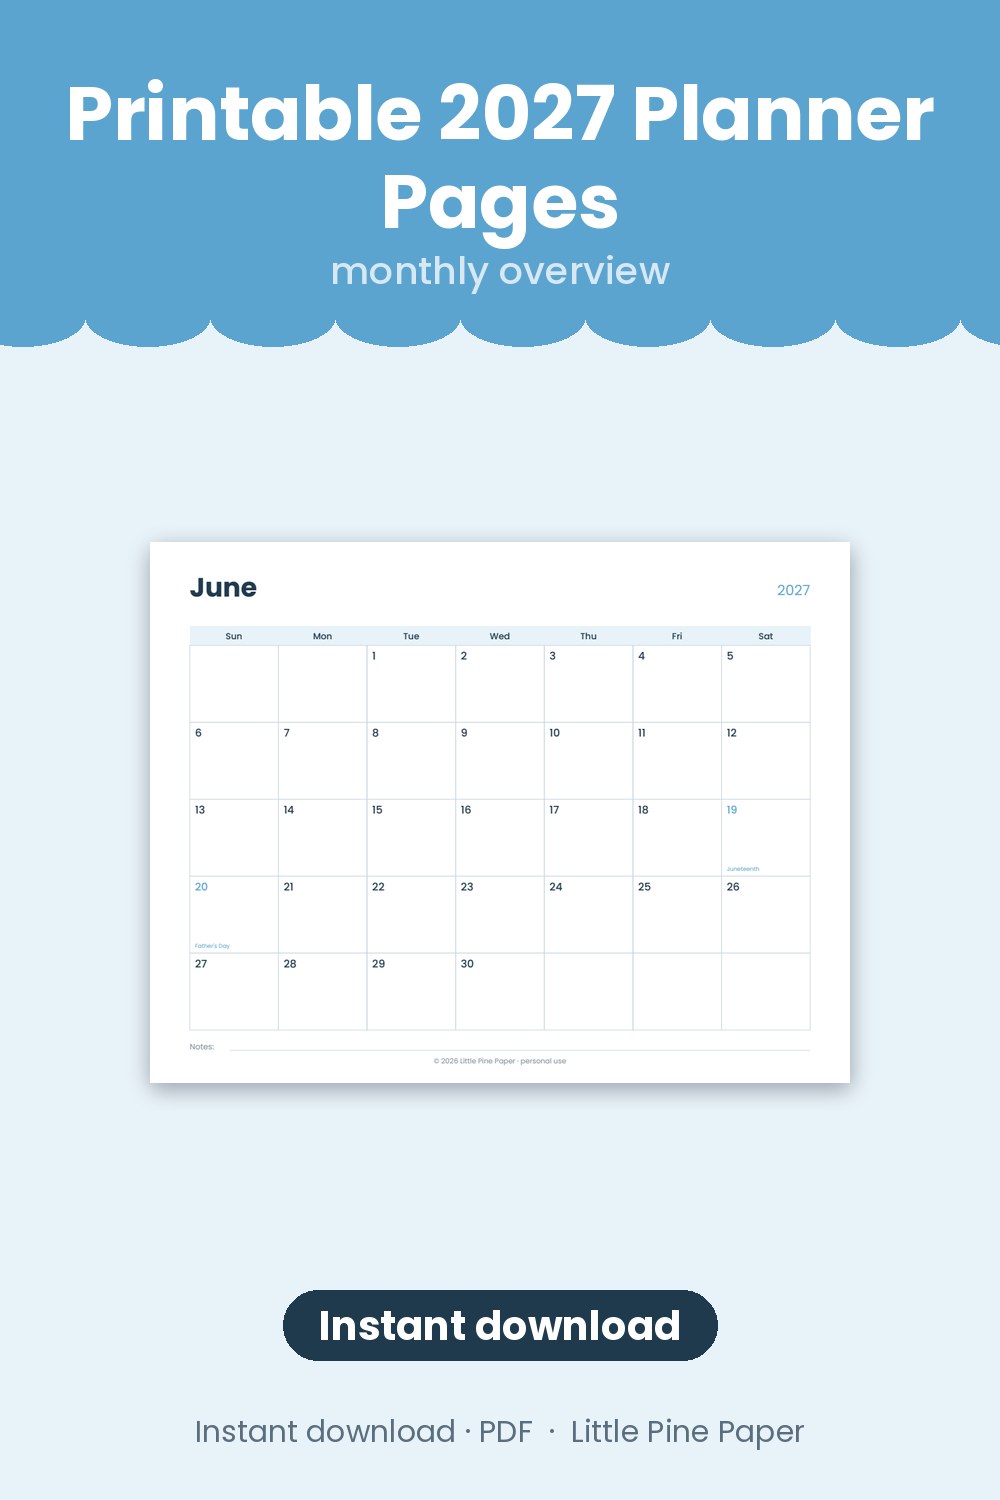 Printable 2027 Planner
Pages
monthly overview
June
2027
Sun Mon Tue Wed Thu Fri Sat
1 2 3 4 5
6 7 8 9 10 11 12
13 14 15 16 17 18 19
Juneteenth
20 21 22 23 24 25 26
Father's Day
27 28 29 30
Notes:
© 2026 Little Pine Paper · personal use
Instant download
Instant download · PDF · Little Pine Paper